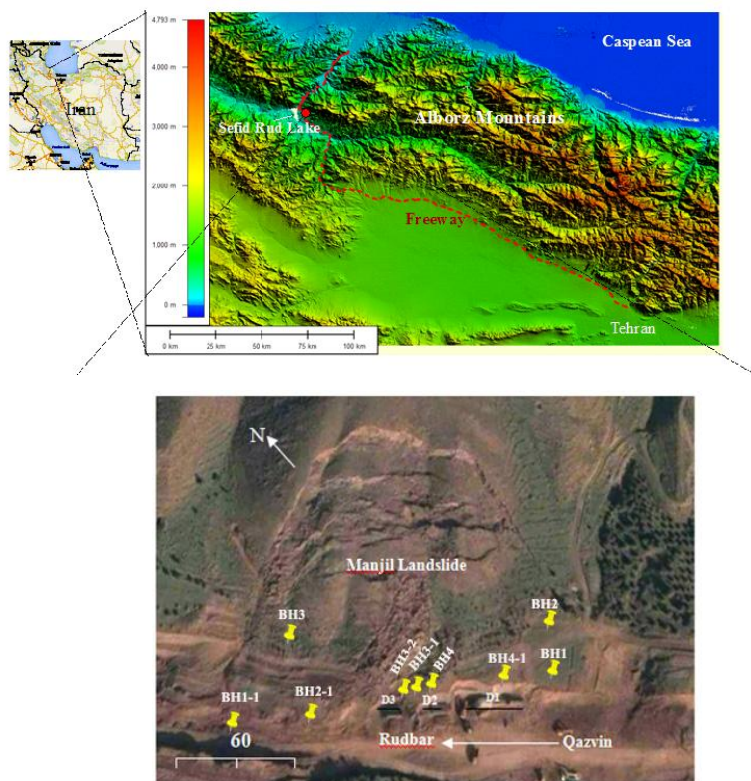 Iran
4,793 m
4,000 m
3,000 m
2,000 m
1,000 m
0 m
Caspean Sea
Sefid Rud Lake
Alborz Mountains
Freeway
Tehran
0 km
25 km
50 km
75 km
100 km
N
Manjil Landslide
BH3
BH2
BH3-2
BH3-1
BH4
BH4-1
BH1
BH1-1
BH2-1
D3
D2
D1
60
Rudbar
Qazvin